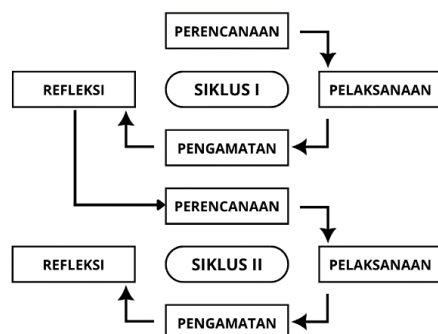 PERENCANAAN
REFLEKSI
SIKLUS I
PELAKSANAAN
PENGAMATAN
PERENCANAAN
REFLEKSI
SIKLUS II
PELAKSANAAN
PENGAMATAN